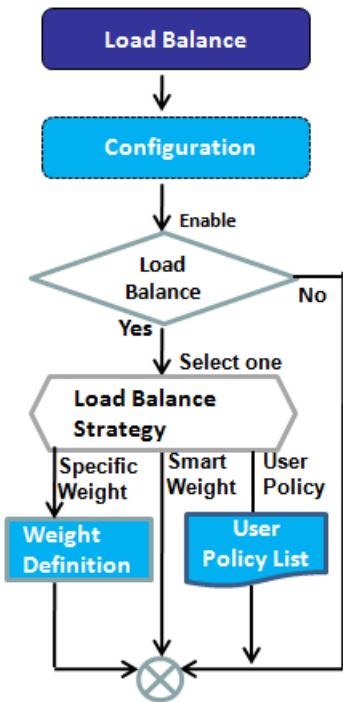 Load Balance
Configuration
Enable
Load
Balance
No
Yes
Select one
Load Balance
Strategy
Specific
Weight
Smart
Weight
User
Policy
Weight
Definition
User
Policy List